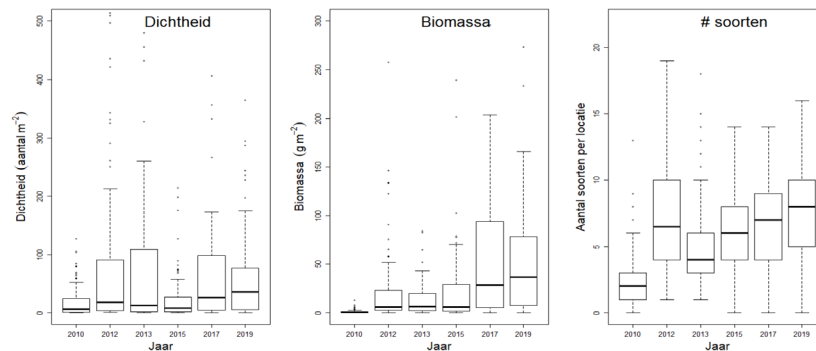 Dichtheid
Dichtheid (aantal m⁻²)
500
400
300
200
100
0
2010 2012 2013 2015 2017 2019
Jaar
Biomassa
Biomassa (g m⁻²)
300
250
200
150
100
50
0
2010 2012 2013 2015 2017 2019
Jaar
# soorten
Aantal soorten per locatie
20
15
10
5
0
2010 2012 2013 2015 2017 2019
Jaar